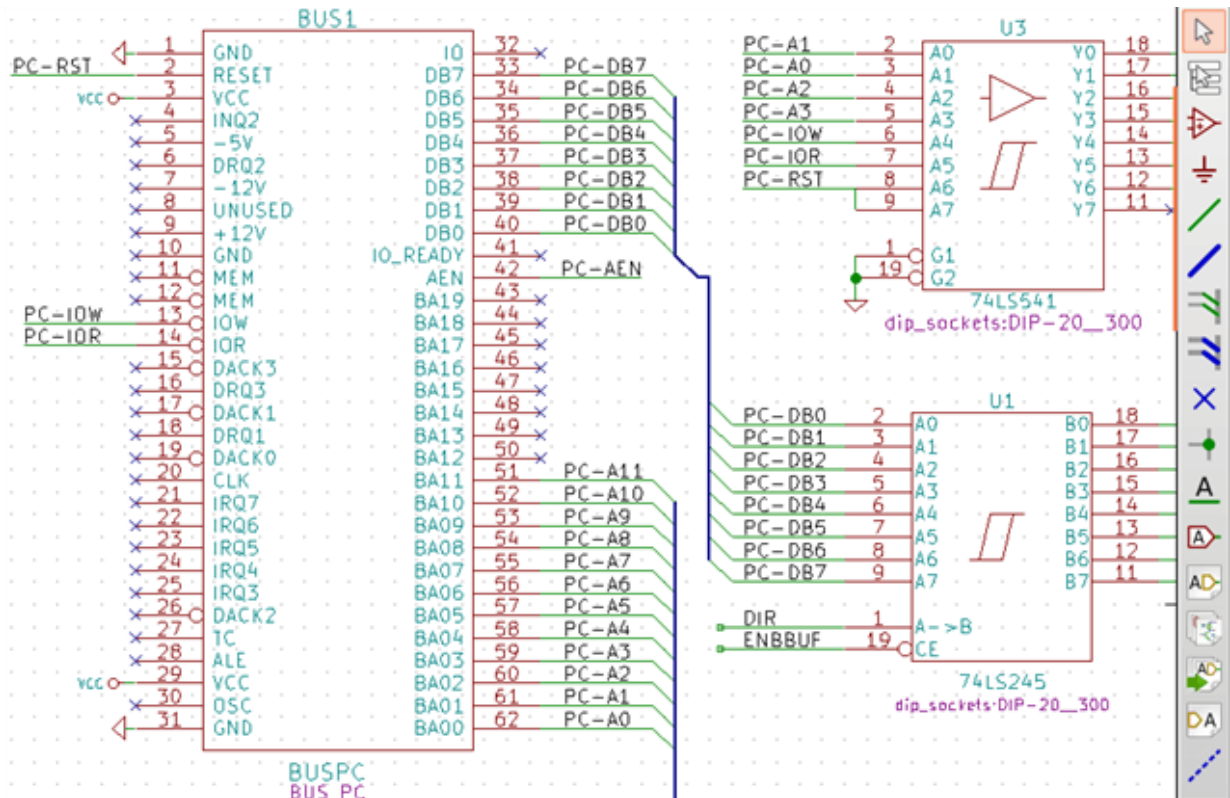 BUS1
1 GND IO 32
PC-RST 2 RESET DB7 33 PC-DB7
VCC 3 VCC DB6 34 PC-DB6
4 INQ2 DB5 35 PC-DB5
5 -5V DB4 36 PC-DB4
6 DRQ2 DB3 37 PC-DB3
7 -12V DB2 38 PC-DB2
8 UNUSED DB1 39 PC-DB1
9 +12V DB0 40 PC-DB0
10 GND IO_READY 41
11 MEM AEN 42 PC-AEN
12 MEM BA19 43
PC-IOW 13 IOW BA18 44
PC-IOR 14 IOR BA17 45
15 DACK3 BA16 46
16 DRQ3 BA15 47
17 DACK1 BA14 48
18 DRQ1 BA13 49
19 DACK0 BA12 50
20 CLK BA11 51 PC-A11
21 IRQ7 BA10 52 PC-A10
22 IRQ6 BA09 53 PC-A9
23 IRQ5 BA08 54 PC-A8
24 IRQ4 BA07 55 PC-A7
25 IRQ3 BA06 56 PC-A6
26 DACK2 BA05 57 PC-A5
27 TC BA04 58 PC-A4
28 ALE BA03 59 PC-A3
VCC 29 VCC BA02 60 PC-A2
30 OSC BA01 61 PC-A1
31 GND BA00 62 PC-A0
BUSPC
BUS_PC
U3
PC-A1 2 A0 Y0 18
PC-A0 3 A1 Y1 17
PC-A2 4 A2 Y2 16
PC-A3 5 A3 Y3 15
PC-IOW 6 A4 Y4 14
PC-IOR 7 A5 Y5 13
PC-RST 8 A6 Y6 12
9 A7 Y7 11
1 G1
19 G2
74LS541
dip_sockets:DIP-20__300
U1
PC-DB0 2 A0 B0 18
PC-DB1 3 A1 B1 17
PC-DB2 4 A2 B2 16
PC-DB3 5 A3 B3 15
PC-DB4 6 A4 B4 14
PC-DB5 7 A5 B5 13
PC-DB6 8 A6 B6 12
PC-DB7 9 A7 B7 11
DIR 1 A->B
ENBBUF 19 CE
74LS245
dip_sockets:DIP-20__300
A
A
AD
AD
DA